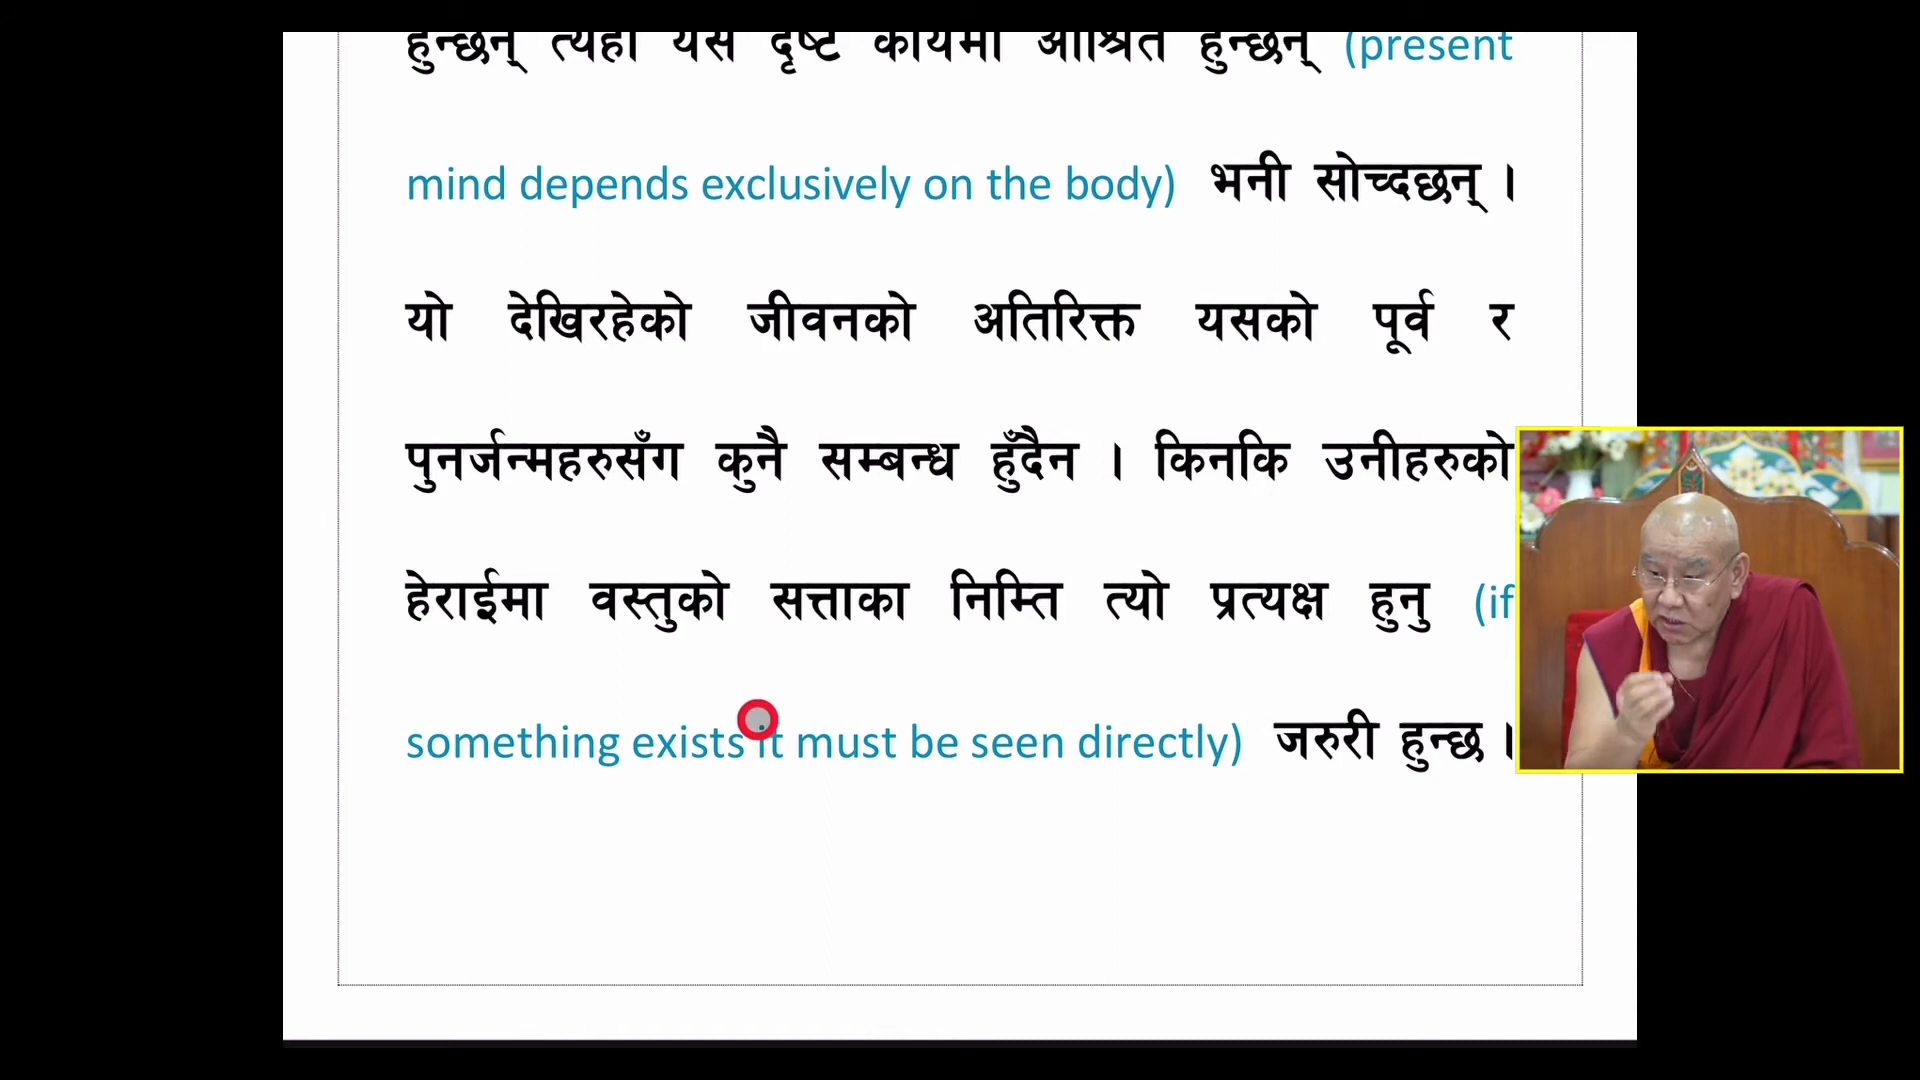 हुन्छन् त्यहाँ यस दृष्ट कायमा आश्रित हुन्छन् (present
mind depends exclusively on the body) भनी सोच्दछन् ।
यो देखिरहेको जीवनको अतिरिक्त यसको पूर्व र
पुनर्जन्महरुसँग कुनै सम्बन्ध हुँदैन । किनकि उनीहरुको
हेराईमा वस्तुको सत्ताका निम्ति त्यो प्रत्यक्ष हुनु (if
something exists it must be seen directly) जरुरी हुन्छ ।